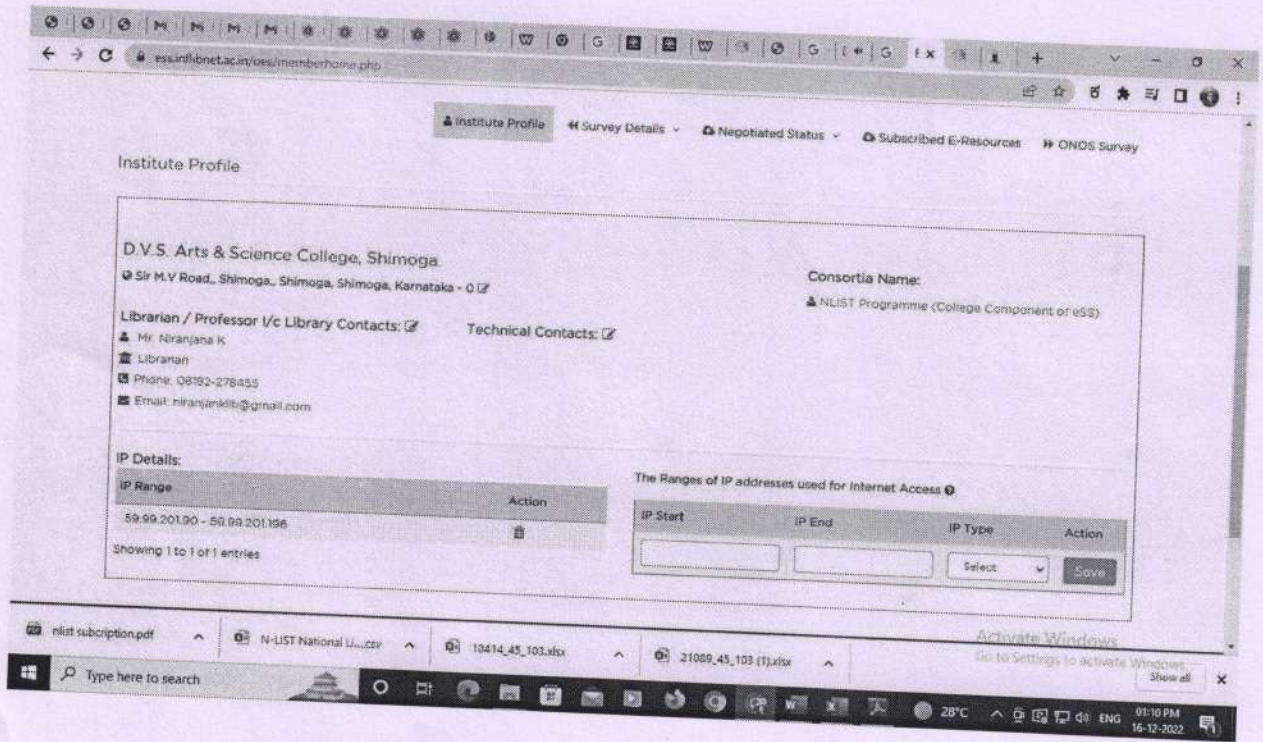 ess.inflibnet.ac.in/oes/memberhome.php
Institute Profile
Survey Details
Negotiated Status
Subscribed E-Resources
ONOS Survey
Institute Profile
D.V.S. Arts & Science College, Shimoga
Sir M.V Road,, Shimoga,, Shimoga, Shimoga, Karnataka - 0
Consortia Name:
NLIST Programme (College Component of eSS)
Librarian / Professor I/c Library Contacts:
Mr. Niranjana K
Librarian
Phone: 08192-278455
Email: niranjanklib@gmail.com
Technical Contacts:
IP Details:
IP Range Action
59.99.201.90 - 59.99.201.196
Showing 1 to 1 of 1 entries
The Ranges of IP addresses used for Internet Access
IP Start IP End IP Type Action
Select Save
Activate Windows
Go to Settings to activate Windows.
nlist subcription.pdf
N-LIST National U....csv
18414_45_103.xlsx
21089_45_103 (1).xlsx
Show all
Type here to search
28°C
ENG
01:10 PM
16-12-2022